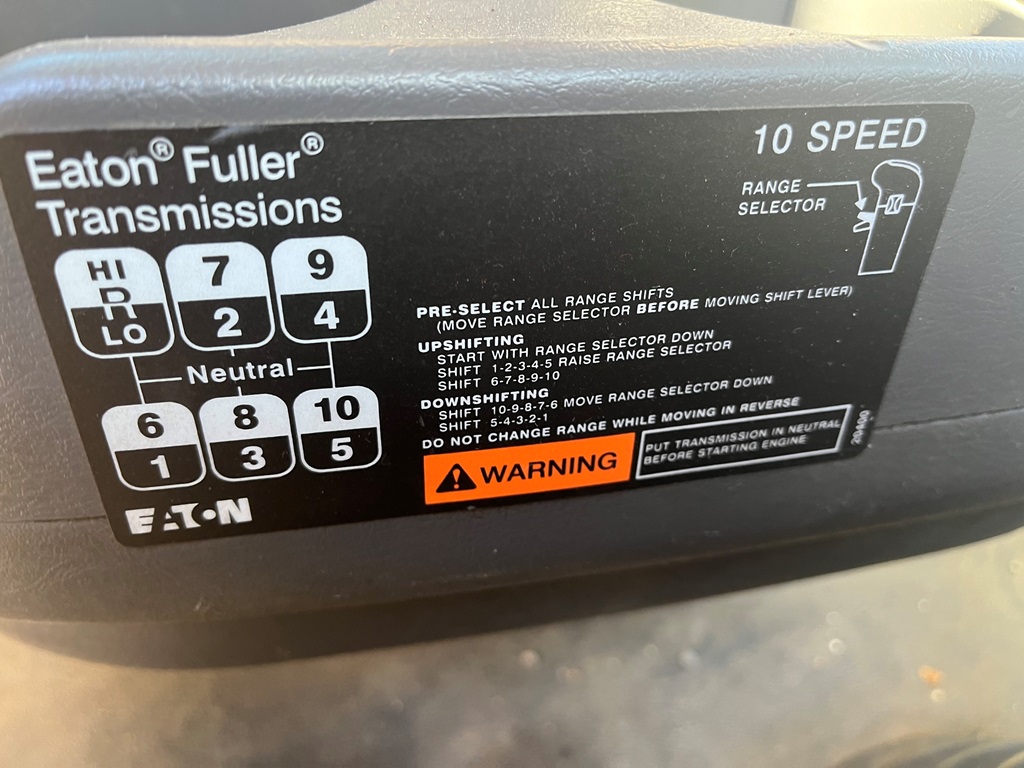 Eaton® Fuller®
Transmissions
10 SPEED
RANGE
SELECTOR
HI
R
LO
7
2
9
4
Neutral
6
1
8
3
10
5
EATON
PRE-SELECT ALL RANGE SHIFTS
(MOVE RANGE SELECTOR BEFORE MOVING SHIFT LEVER)
UPSHIFTING
START WITH RANGE SELECTOR DOWN
SHIFT 1-2-3-4-5 RAISE RANGE SELECTOR
SHIFT 6-7-8-9-10
DOWNSHIFTING
SHIFT 10-9-8-7-6 MOVE RANGE SELECTOR DOWN
SHIFT 5-4-3-2-1
DO NOT CHANGE RANGE WHILE MOVING IN REVERSE
WARNING
PUT TRANSMISSION IN NEUTRAL
BEFORE STARTING ENGINE